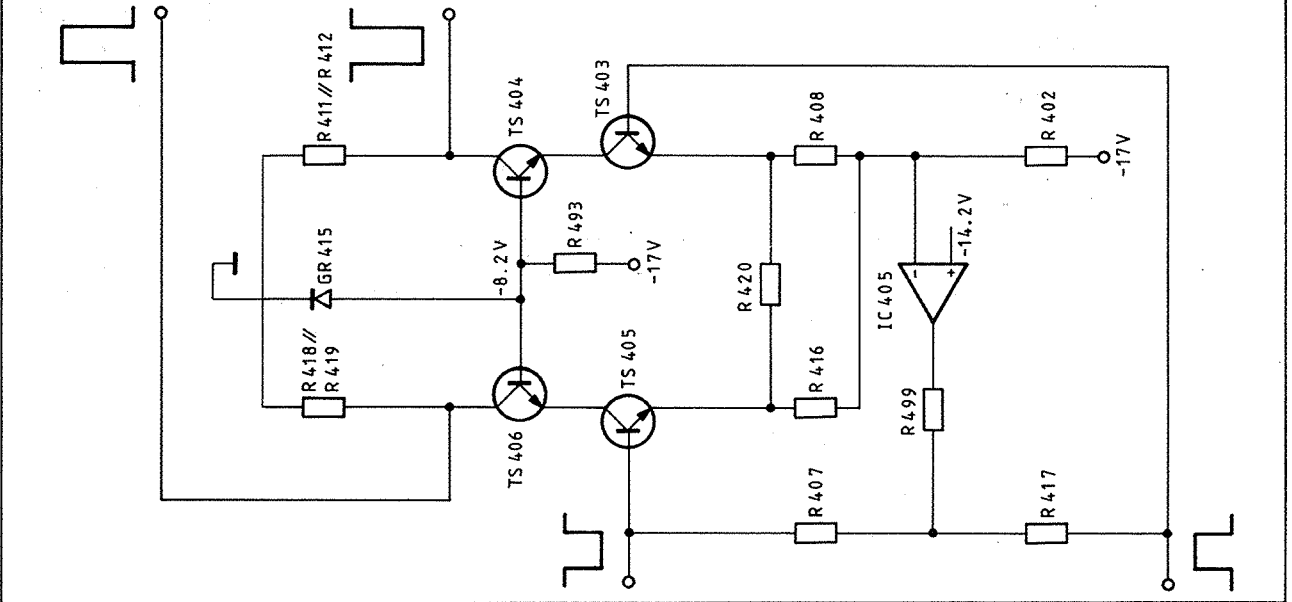 R 411//R 412
TS 404
TS 403
R 408
R 402
-17V
GR 415
-8.2V
R 493
-17V
R 420
IC 405
-14.2V
-
+
R 418//
R 419
TS 406
TS 405
R 416
R 499
R 407
R 417